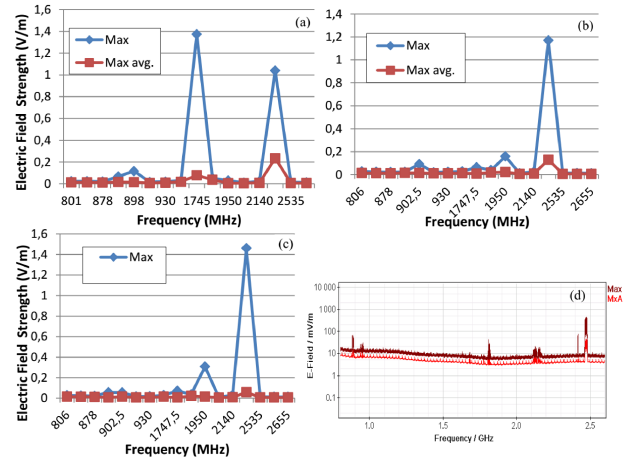 (a)
Electric Field Strength (V/m)
1,6
1,4
1,2
1
0,8
0,6
0,4
0,2
0
Max
Max avg.
801 878 898 930 1745 1950 2140 2535
Frequency (MHz)
(b)
1,4
1,2
1
0,8
0,6
0,4
0,2
0
Max
Max avg.
806 878 902,5 930 1747,5 1950 2140 2535 2655
Frequency (MHz)
(c)
Electric Field Strength (V/m)
1,6
1,4
1,2
1
0,8
0,6
0,4
0,2
0
Max
806 878 902,5 930 1747,5 1950 2140 2535 2655
Frequency (MHz)
(d)
Max
MxA
E-Field / mV/m
10 000
1 000
100
10
1
0,1
1.0 1.5 2.0 2.5
Frequency / GHz